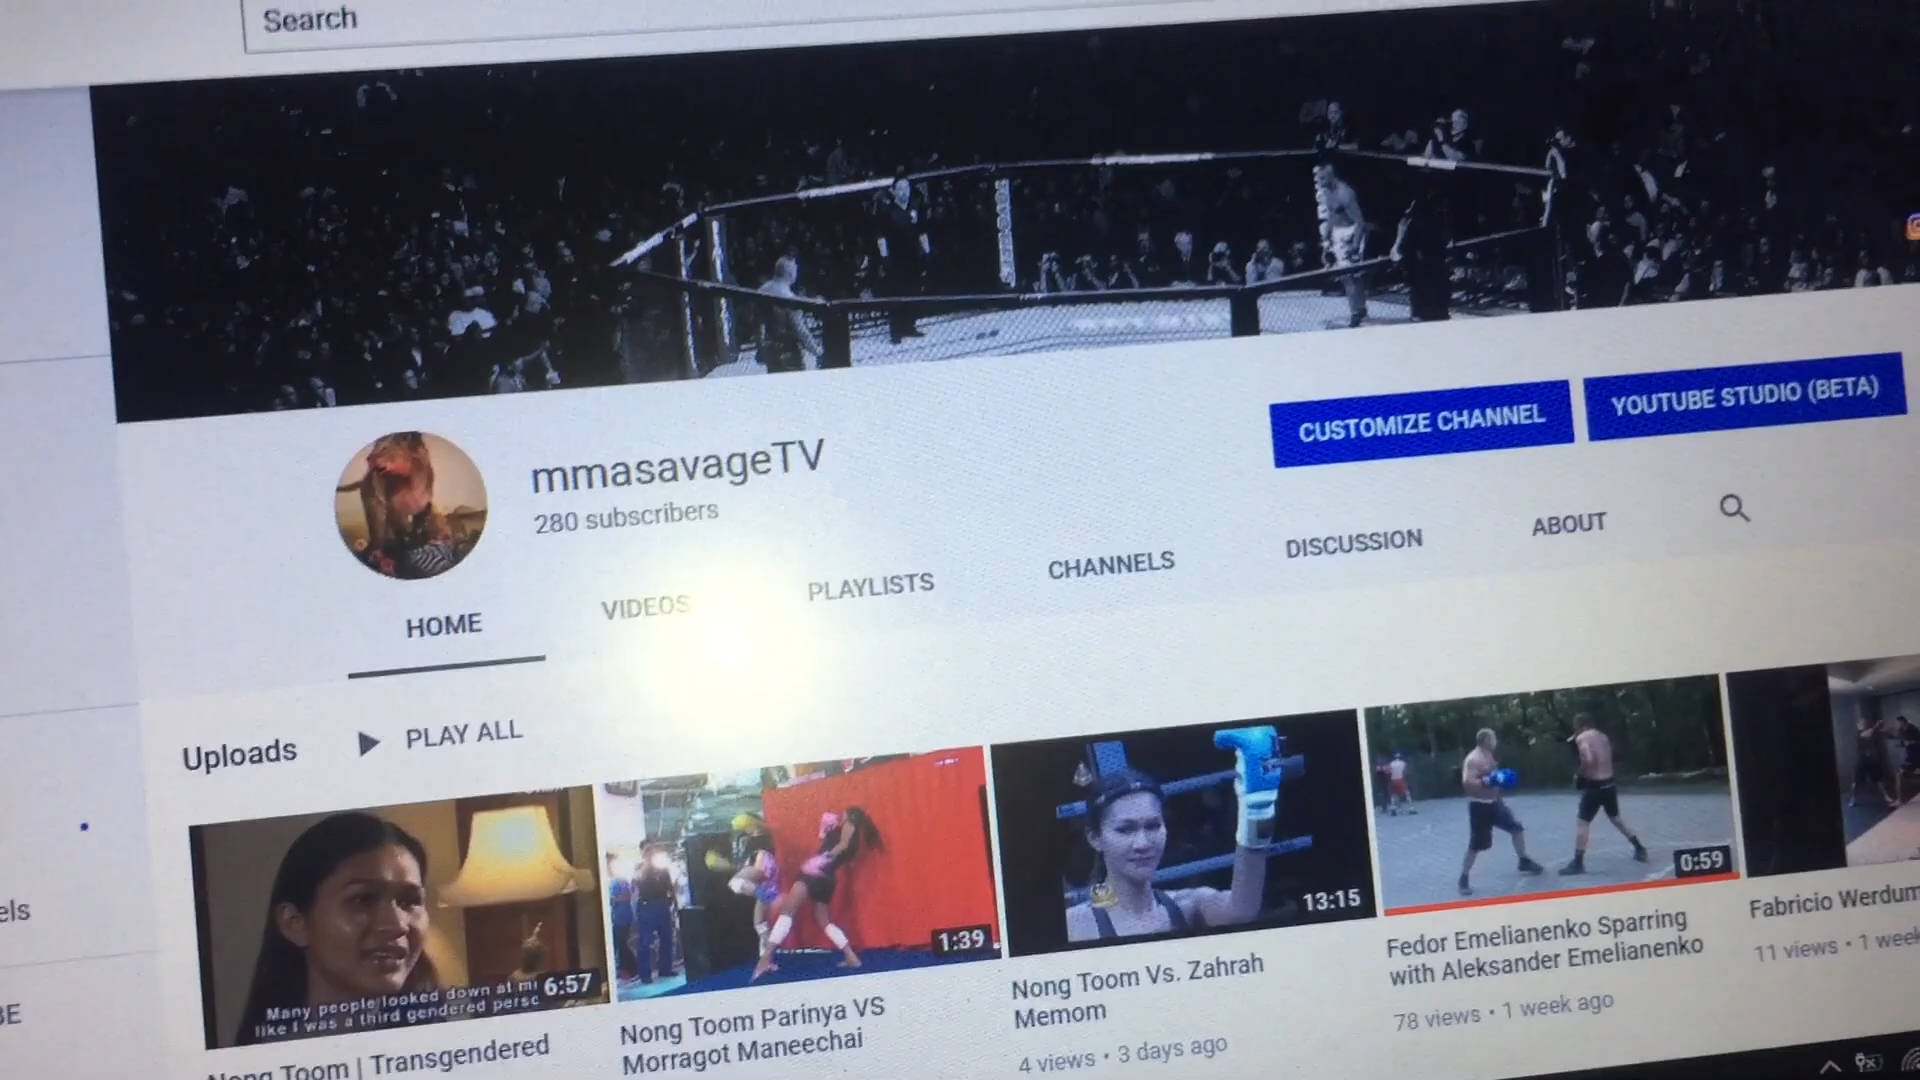 Search
CUSTOMIZE CHANNEL
YOUTUBE STUDIO (BETA)
mmasavageTV
280 subscribers
HOME
VIDEOS
PLAYLISTS
CHANNELS
DISCUSSION
ABOUT
Uploads
PLAY ALL
Many people looked down at
like I was a third gendered
6:57
1:39
13:15
0:59
Nong Toom | Transgendered
Nong Toom Parinya VS
Morragot Maneechai
Nong Toom Vs. Zahrah
Memom
4 views • 3 days ago
Fedor Emelianenko Sparring
with Aleksander Emelianenko
78 views • 1 week ago
Fabricio Werdum
11 views • 1 week
els
BE